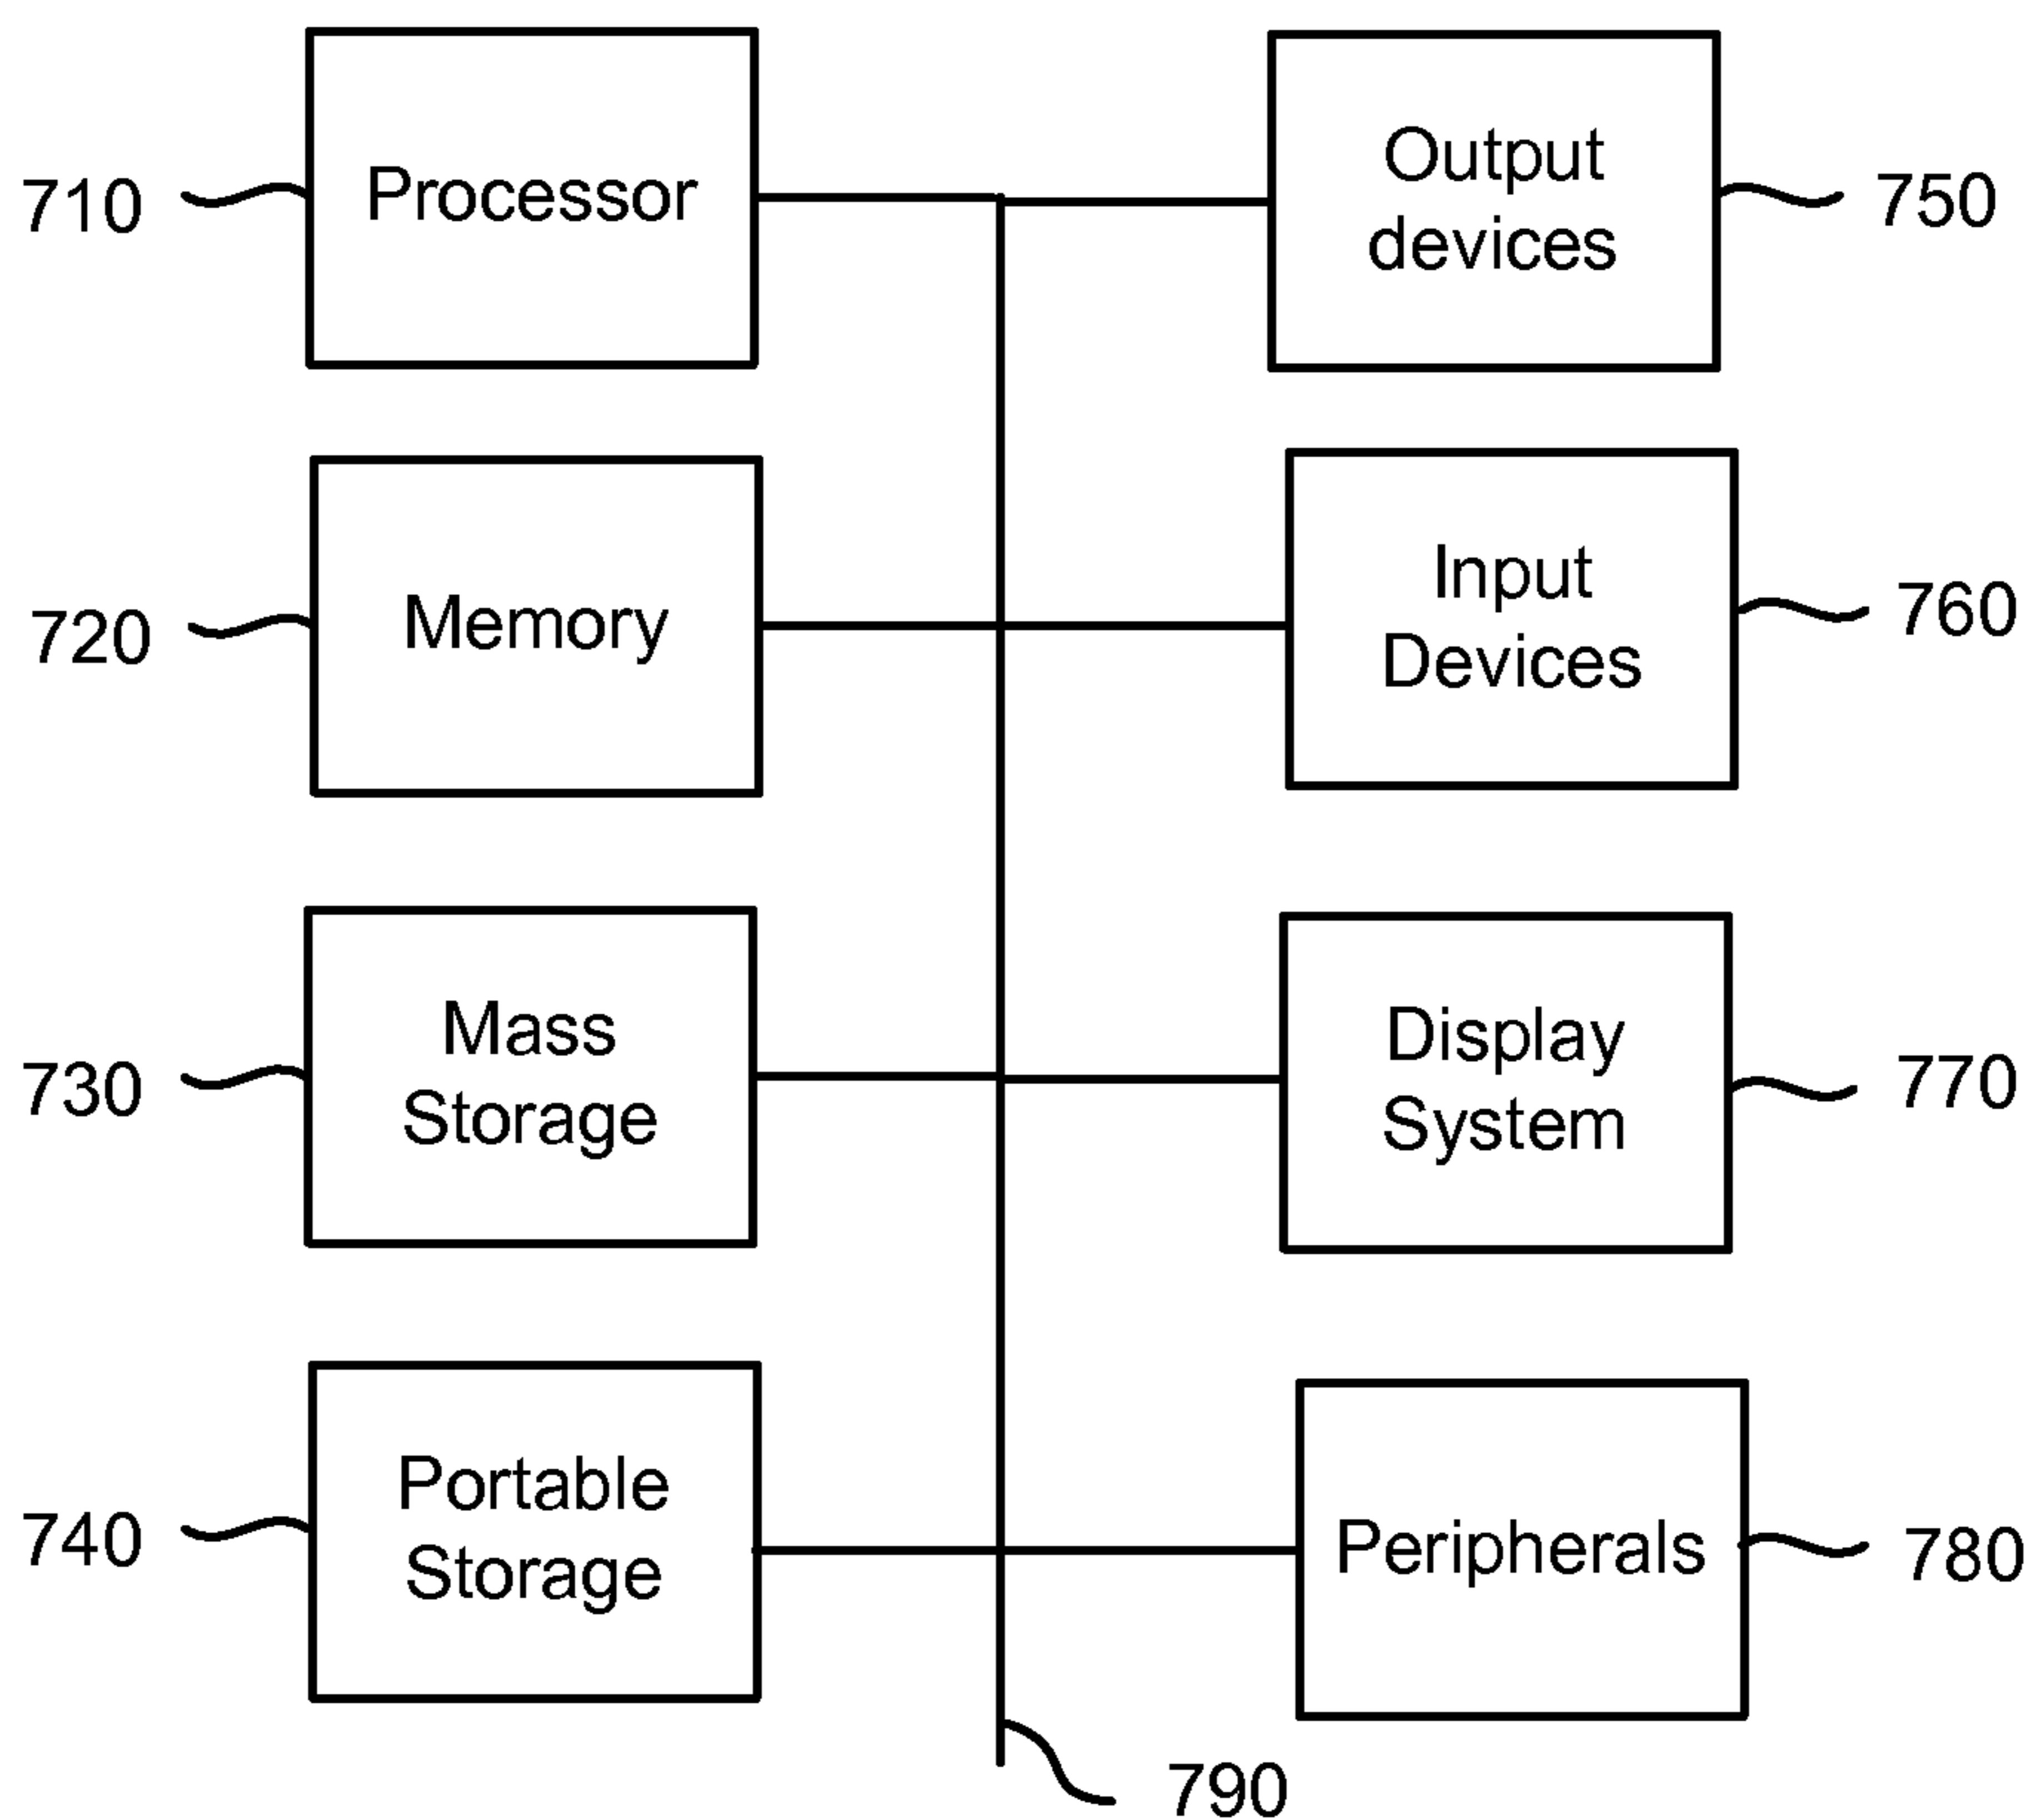 710
Processor
Output
devices
750
720
Memory
Input
Devices
760
730
Mass
Storage
Display
System
770
740
Portable
Storage
Peripherals
780
790